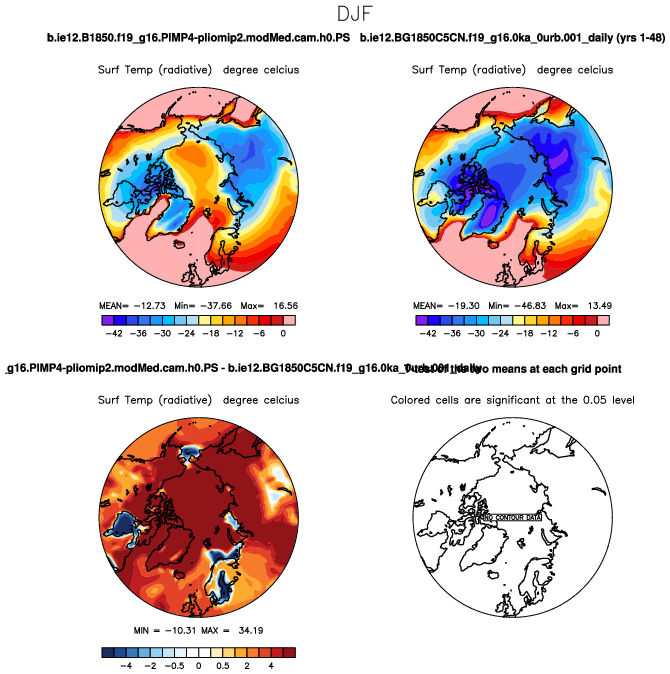 DJF
b.ie12.B1850.f19_g16.PIMP4-pliomip2.modMed.cam.h0.PS b.ie12.BG1850C5CN.f19_g16.0ka_0urb.001_daily (yrs 1-48)
Surf Temp (radiative) degree celcius Surf Temp (radiative) degree celcius
MEAN= -12.73 Min= -37.66 Max= 16.56 MEAN= -19.30 Min= -46.83 Max= 13.49
-42 -36 -30 -24 -18 -12 -6 0 -42 -36 -30 -24 -18 -12 -6 0
_g16.PIMP4-pliomip2.modMed.cam.h0.PS - b.ie12.BG1850C5CN.f19_g16.0ka_0urb.001_daily of the two means at each grid point
Surf Temp (radiative) degree celcius Colored cells are significant at the 0.05 level
NO CONTOUR DATA
MIN = -10.31 MAX = 34.19
-4 -2 -0.5 0 0.5 2 4